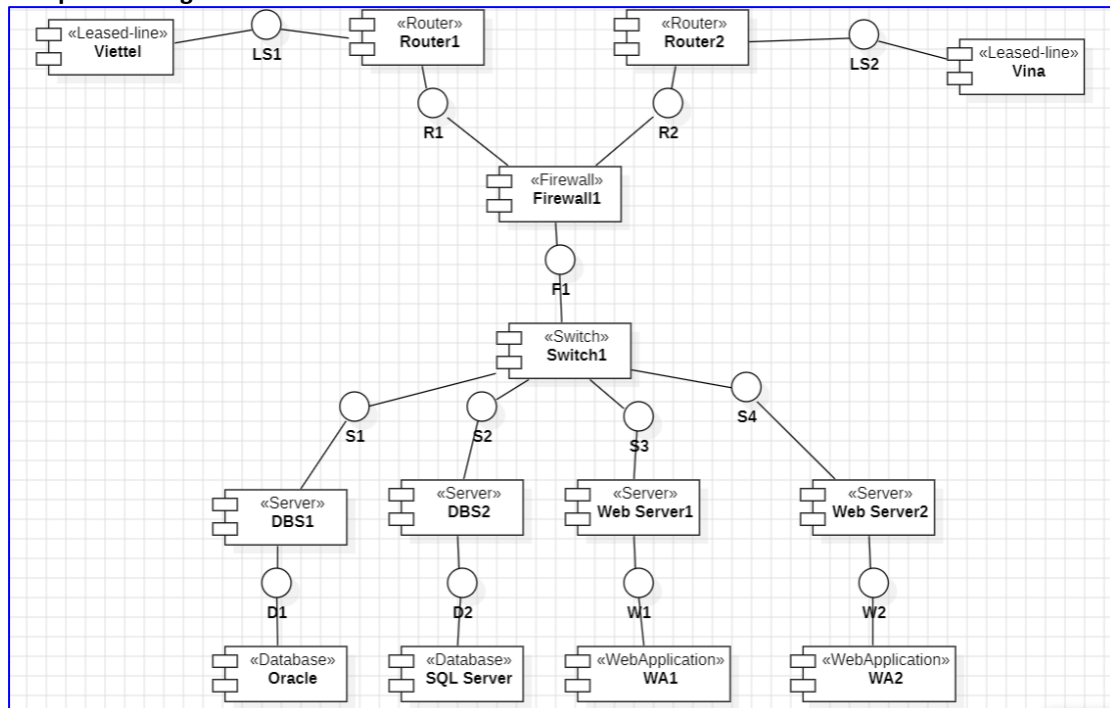 «Leased-line»
Viettel
LS1
«Router»
Router1
«Router»
Router2
LS2
«Leased-line»
Vina
R1
R2
«Firewall»
Firewall1
F1
«Switch»
Switch1
S1
S2
S3
S4
«Server»
DBS1
«Server»
DBS2
«Server»
Web Server1
«Server»
Web Server2
D1
D2
W1
W2
«Database»
Oracle
«Database»
SQL Server
«WebApplication»
WA1
«WebApplication»
WA2